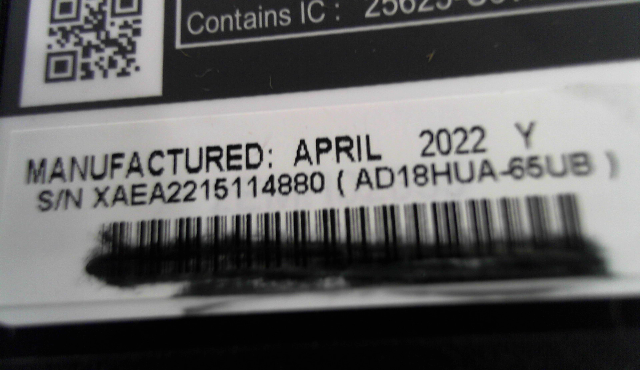 Contains IC :
MANUFACTURED: APRIL 2022 Y
S/N XAEA2215114880 ( AD18HUA-65UB )